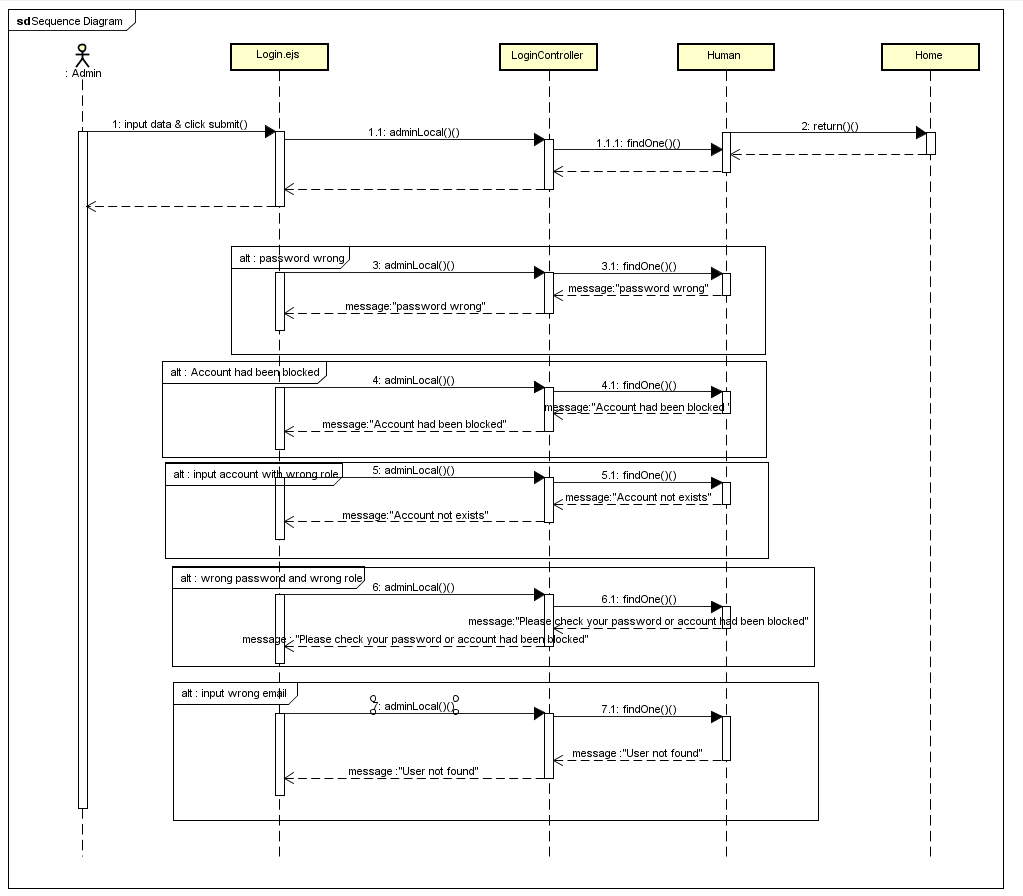 sd Sequence Diagram
: Admin
Login.ejs
LoginController
Human
Home
1: input data & click submit()
1.1: adminLocal()()
1.1.1: findOne()()
2: return()()
alt : password wrong
3: adminLocal()()
3.1: findOne()()
message:"password wrong"
message:"password wrong"
alt : Account had been blocked
4: adminLocal()()
4.1: findOne()()
message:"Account had been blocked "
message:"Account had been blocked"
alt : input account with wrong role
5: adminLocal()()
5.1: findOne()()
message:"Account not exists"
message:"Account not exists"
alt : wrong password and wrong role
6: adminLocal()()
6.1: findOne()()
message:"Please check your password or account had been blocked"
message : "Please check your password or account had been blocked"
alt : input wrong email
7: adminLocal()()
7.1: findOne()()
message :"User not found"
message :"User not found"